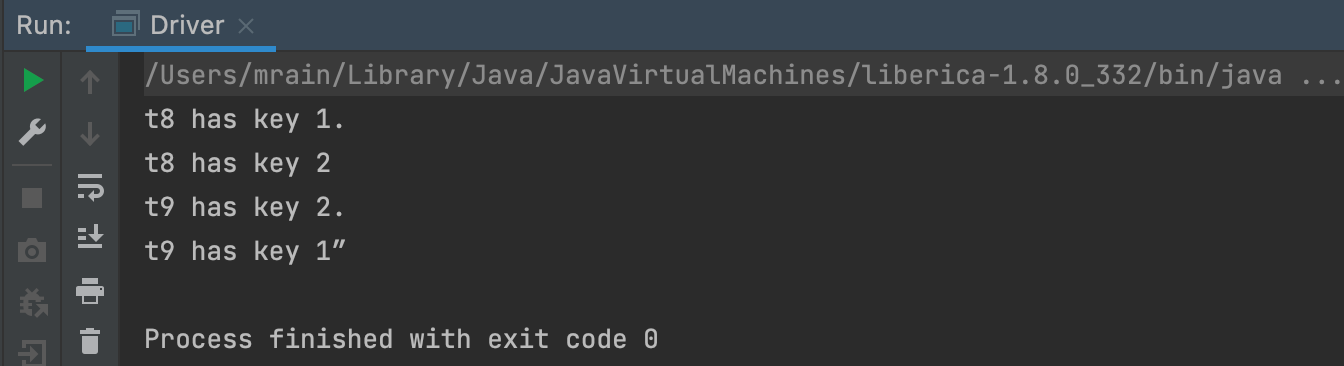 Run: Driver
/Users/mrain/Library/Java/JavaVirtualMachines/liberica-1.8.0_332/bin/java ...
t8 has key 1.
t8 has key 2
t9 has key 2.
t9 has key 1”
Process finished with exit code 0